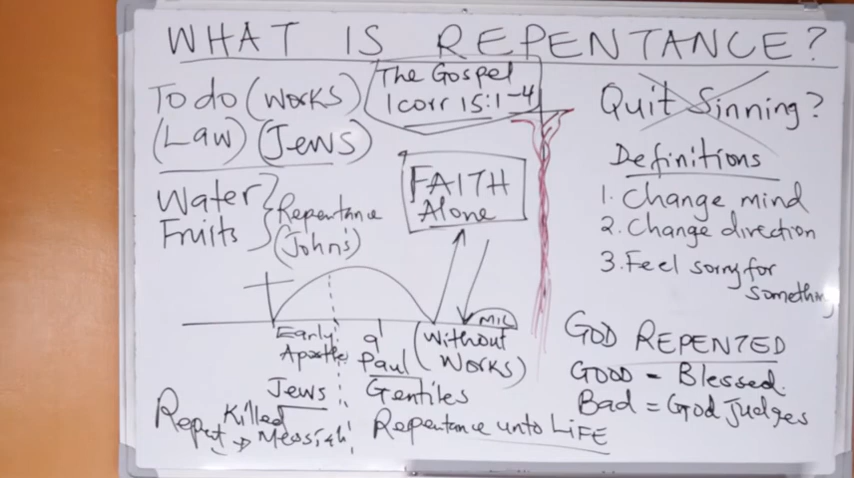 WHAT IS REPENTANCE?
To do (works)
(Law) (Jews)
Water
Fruits
Repentance
(John's)
The Gospel
1 corr 15:1-4
FAITH
Alone
MIL
Early
Apostles
Paul
(Without
Works)
Jews
Gentiles
Killed
Messiah
Repentance unto LIFE
Quit Sinning?
Definitions
1. Change mind
2. Change direction
3. Feel sorry for
something
GOD REPENTED
GOOD - Blessed.
Bad = God Judges